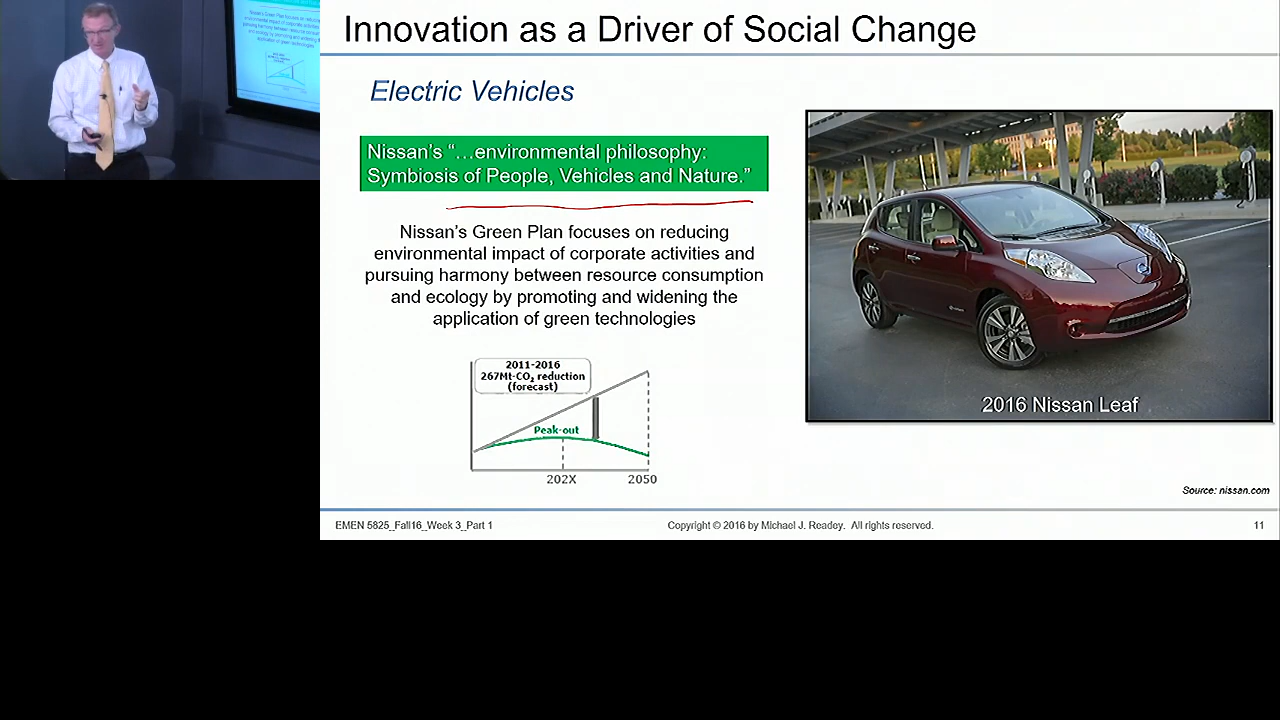 Innovation as a Driver of Social Change
Electric Vehicles
Nissan's “…environmental philosophy:
Symbiosis of People, Vehicles and Nature.”
Nissan's Green Plan focuses on reducing
environmental impact of corporate activities and
pursuing harmony between resource consumption
and ecology by promoting and widening the
application of green technologies
2011-2016
267Mt-CO₂ reduction
(forecast)
Peak-out
202X
2050
2016 Nissan Leaf
Source: nissan.com
EMEN 5825_Fall16_Week 3_Part 1
Copyright © 2016 by Michael J. Readey. All rights reserved.
11